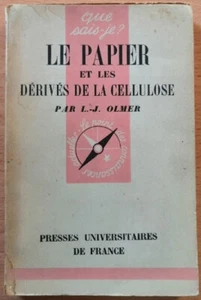 que
sais-je?
LE PAPIER
ET LES
DÉRIVÉS DE LA CELLULOSE
PAR L.-J. OLMER
PRESSES UNIVERSITAIRES
DE FRANCE